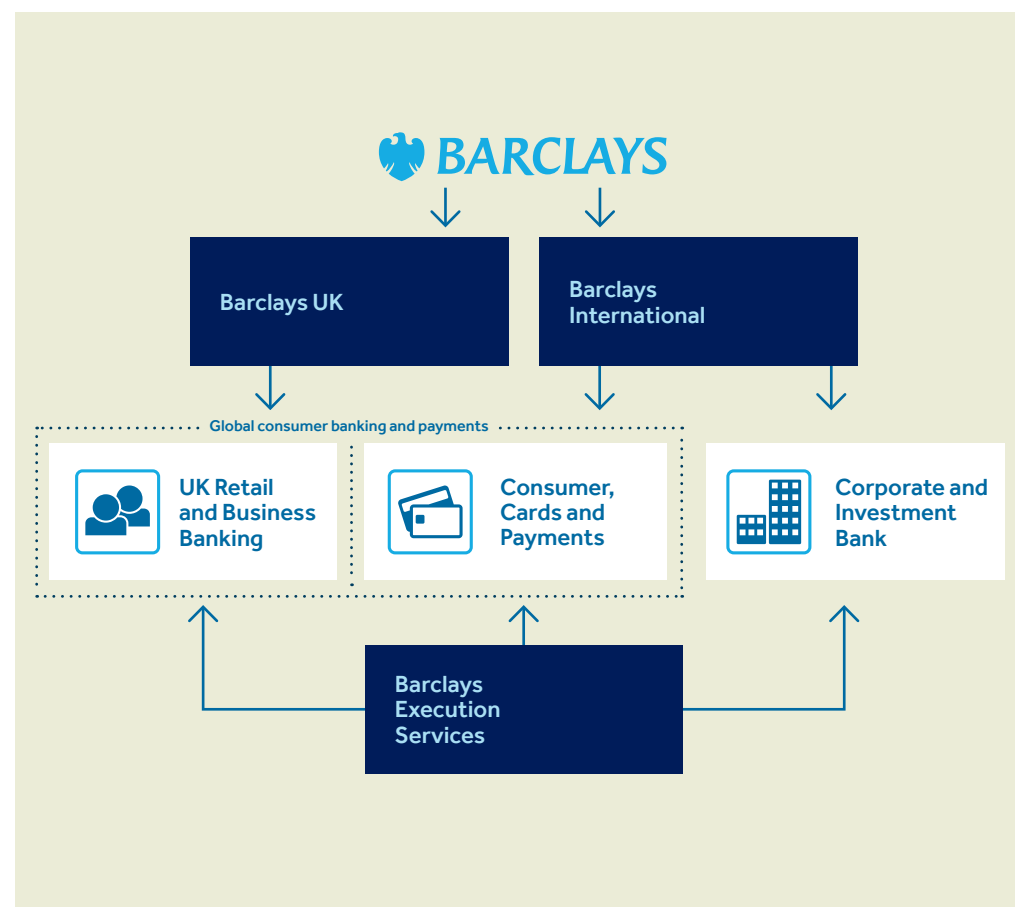 BARCLAYS
Barclays UK
Barclays
International
Global consumer banking and payments
UK Retail
and Business
Banking
Consumer,
Cards and
Payments
Corporate and
Investment
Bank
Barclays
Execution
Services